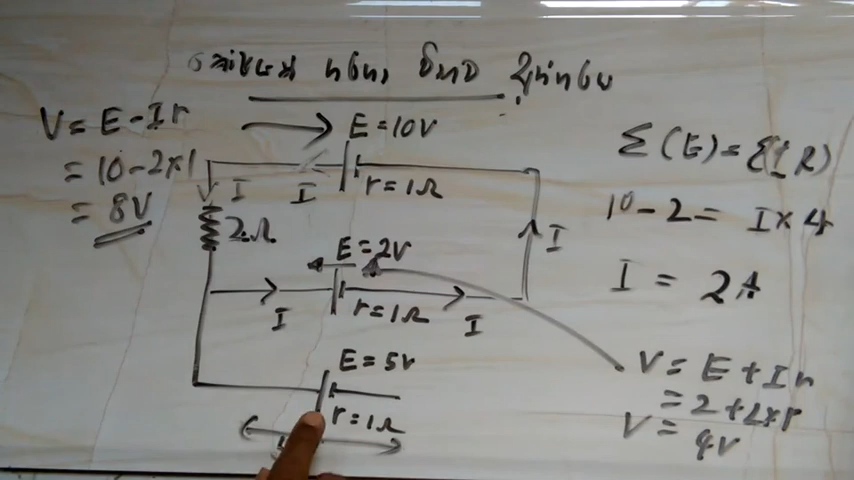 V = E - Ir
= 10 - 2×1
= 8V
E = 10V
r = 1Ω
I
I
2Ω
E = 2V
r = 1Ω
I
I
I
E = 5V
r = 1Ω
Σ(E) = Σ(IR)
10 - 2 = I × 4
I = 2A
V = E + Ir
= 2 + 2×1
V = 4V